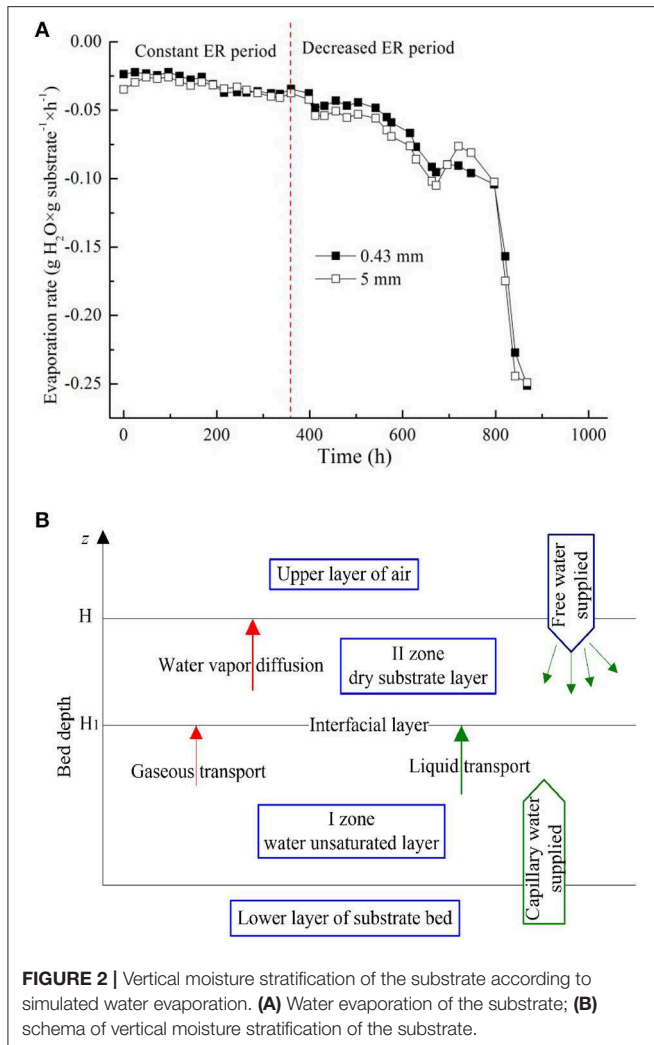 A
Constant ER period
Decreased ER period
Evaporation rate (g H₂O×g substrate⁻¹×h⁻¹)
0.00
-0.05
-0.10
-0.15
-0.20
-0.25
0.43 mm
5 mm
0
200
400
600
800
1000
Time (h)
B
z
Upper layer of air
Free water
supplied
H
Water vapor diffusion
II zone
dry substrate layer
Bed depth
H1
Interfacial layer
Gaseous transport
Liquid transport
I zone
water unsaturated layer
Capillary water
supplied
Lower layer of substrate bed
FIGURE 2 | Vertical moisture stratification of the substrate according to
simulated water evaporation. (A) Water evaporation of the substrate; (B)
schema of vertical moisture stratification of the substrate.